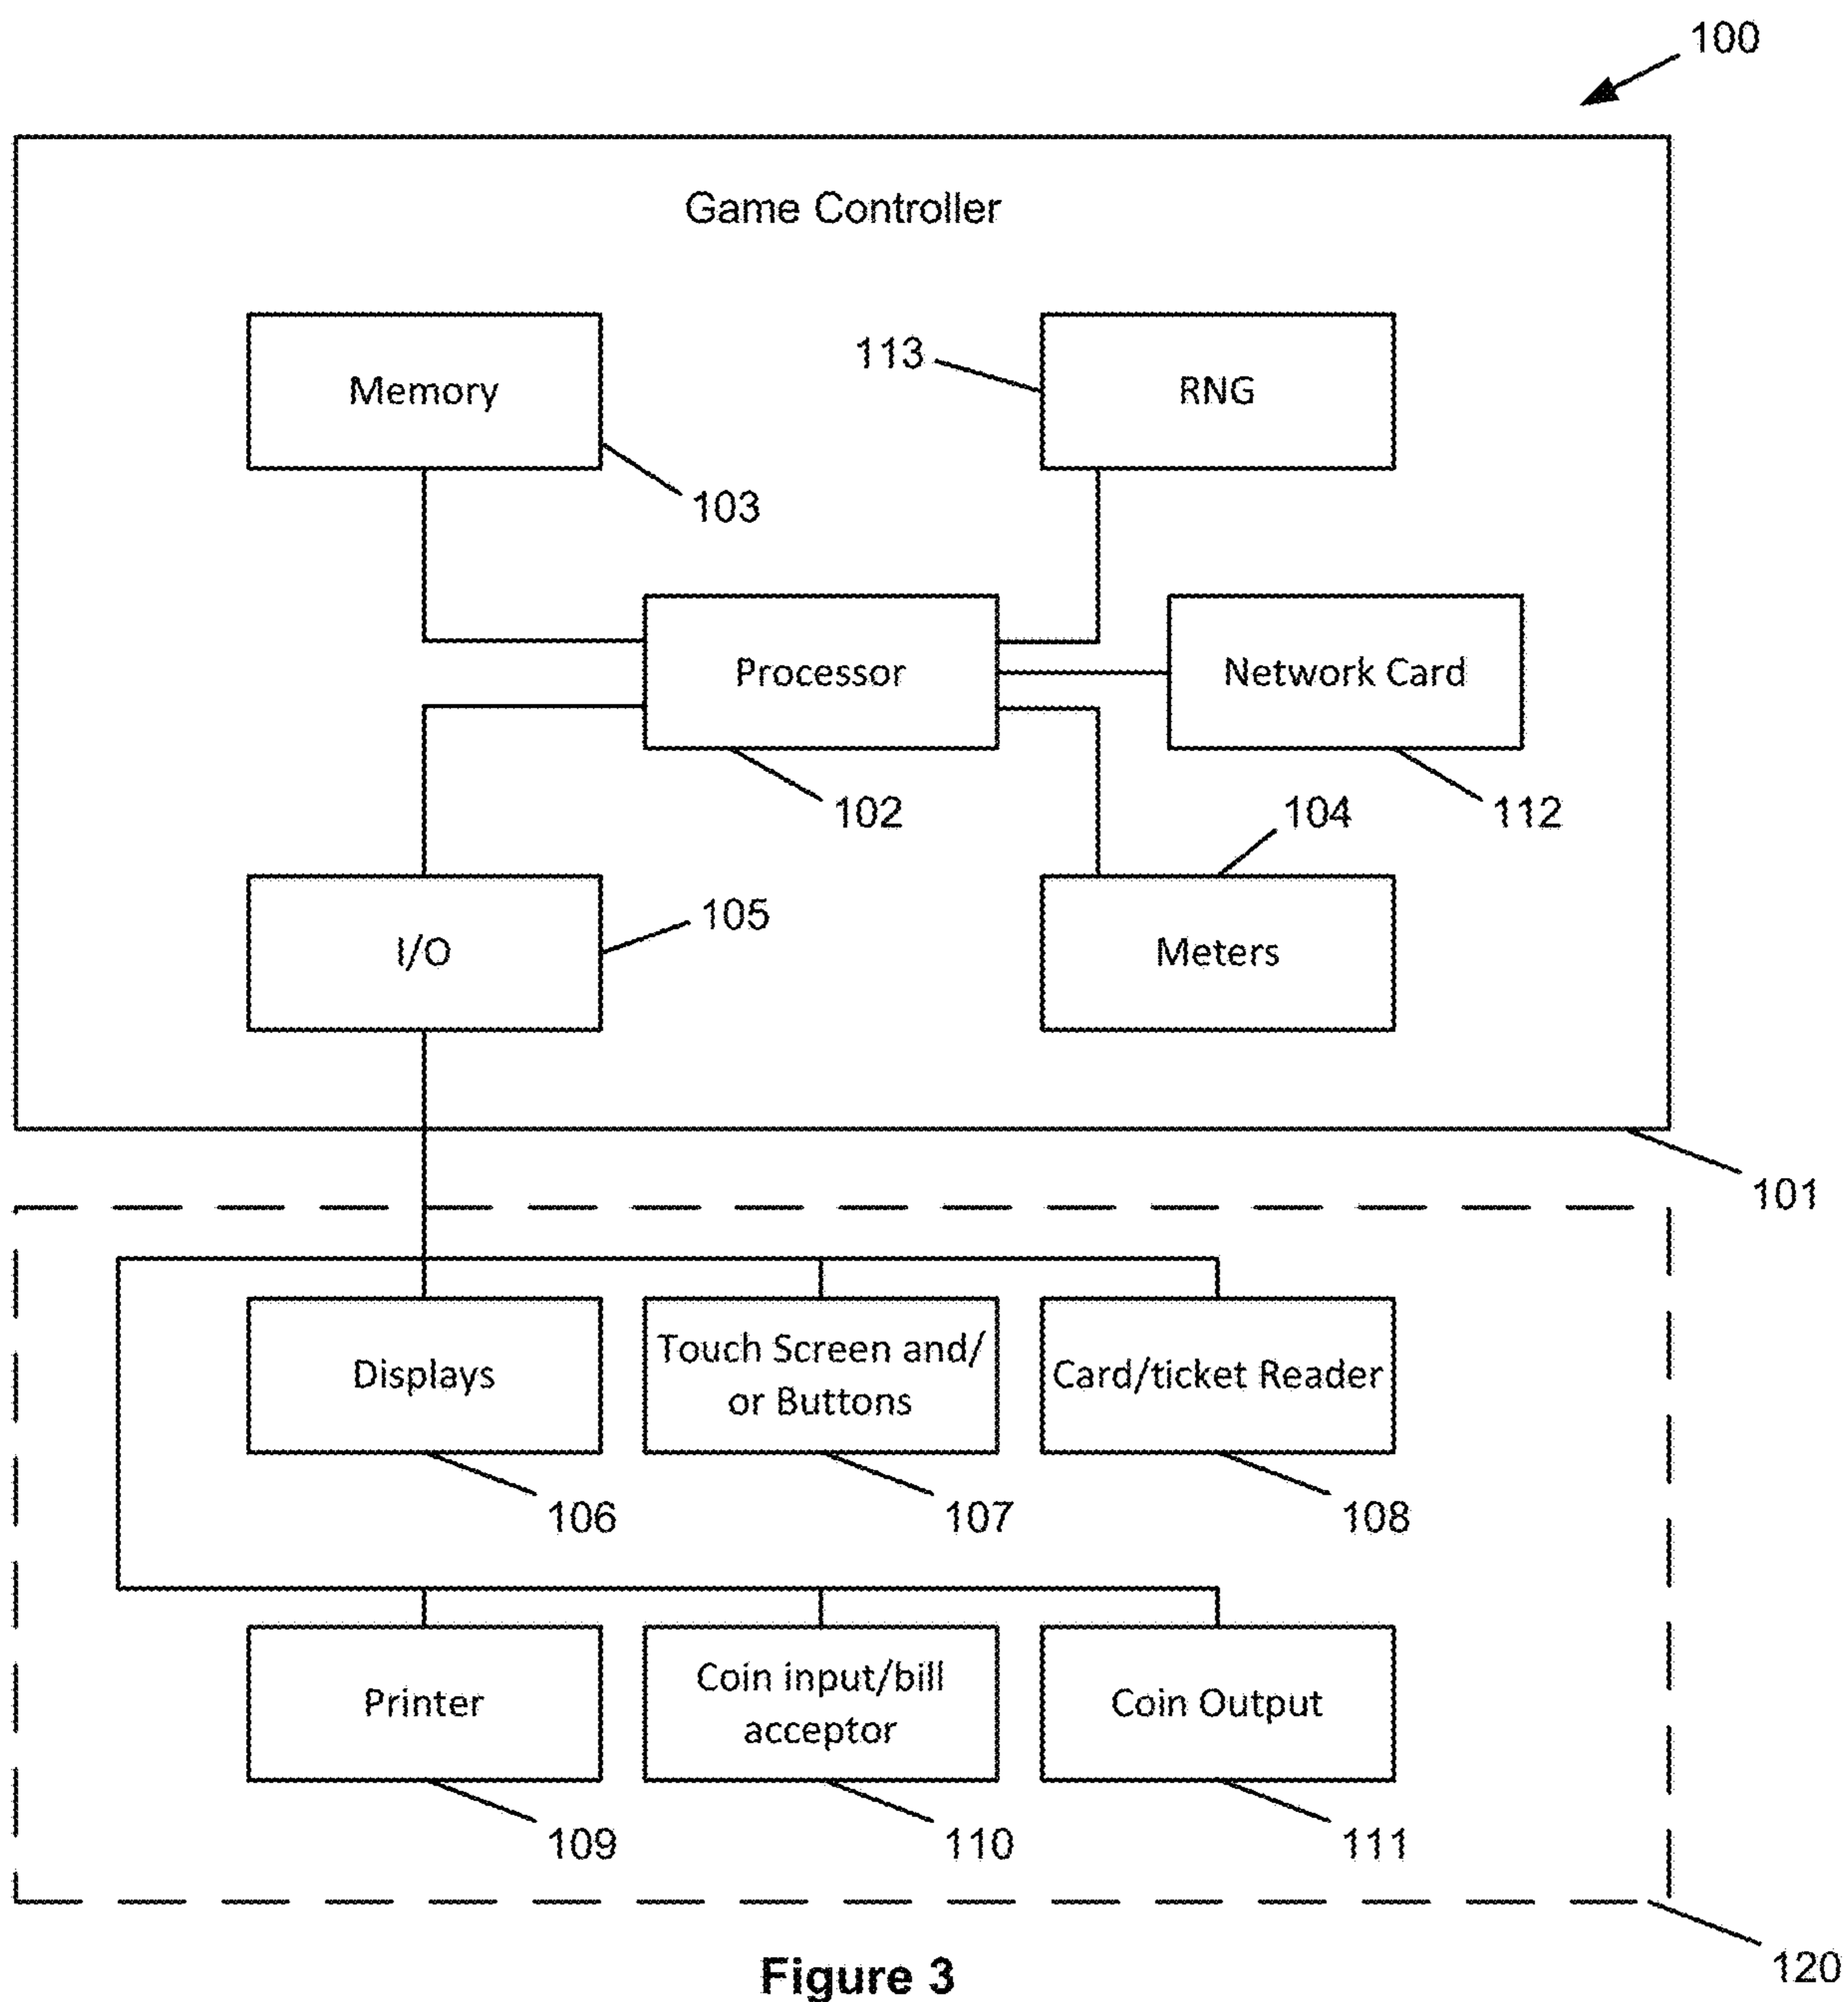 100
Game Controller
Memory
113
RNG
103
Processor
Network Card
102
104
112
I/O
105
Meters
101
Displays
Touch Screen and/
or Buttons
Card/ticket Reader
106
107
108
Printer
Coin input/bill
acceptor
Coin Output
109
110
111
120
Figure 3